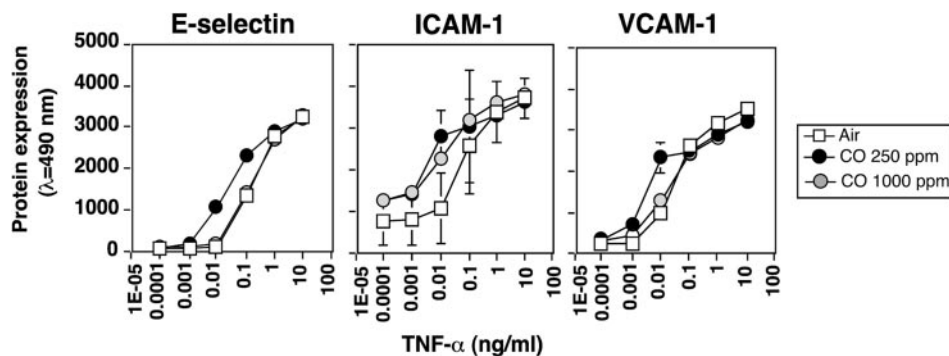 E-selectin ICAM-1 VCAM-1
Protein expression
(λ=490 nm)
5000
4000
3000
2000
1000
0
Air
CO 250 ppm
CO 1000 ppm
1E-05 0.0001 0.001 0.01 0.1 1 10 100 1E-05 0.0001 0.001 0.01 0.1 1 10 100 1E-05 0.0001 0.001 0.01 0.1 1 10 100
TNF-α (ng/ml)